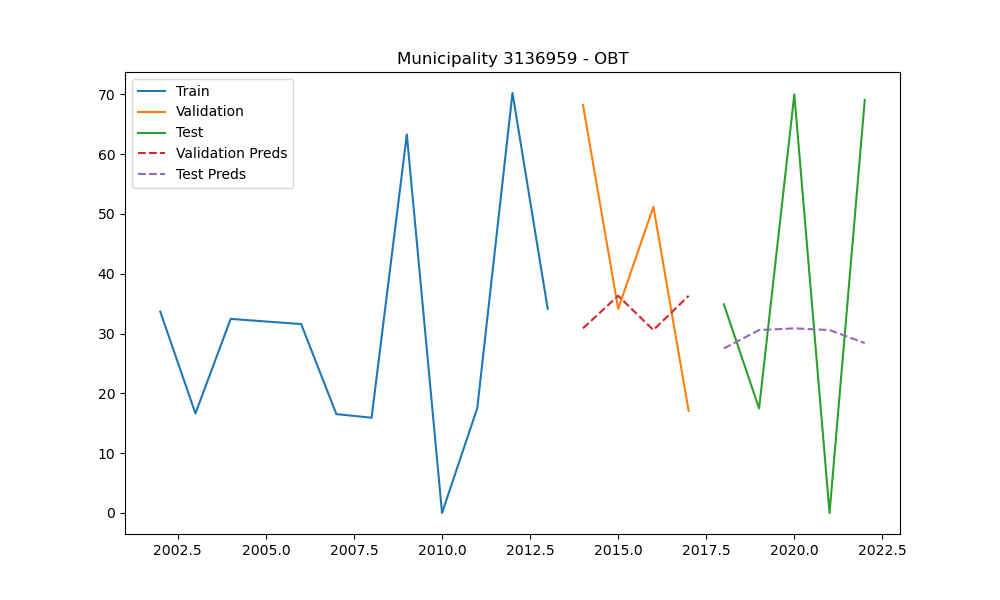 Municipality 3136959 - OBT
Train
Validation
Test
Validation Preds
Test Preds
70
60
50
40
30
20
10
0
2002.5 2005.0 2007.5 2010.0 2012.5 2015.0 2017.5 2020.0 2022.5